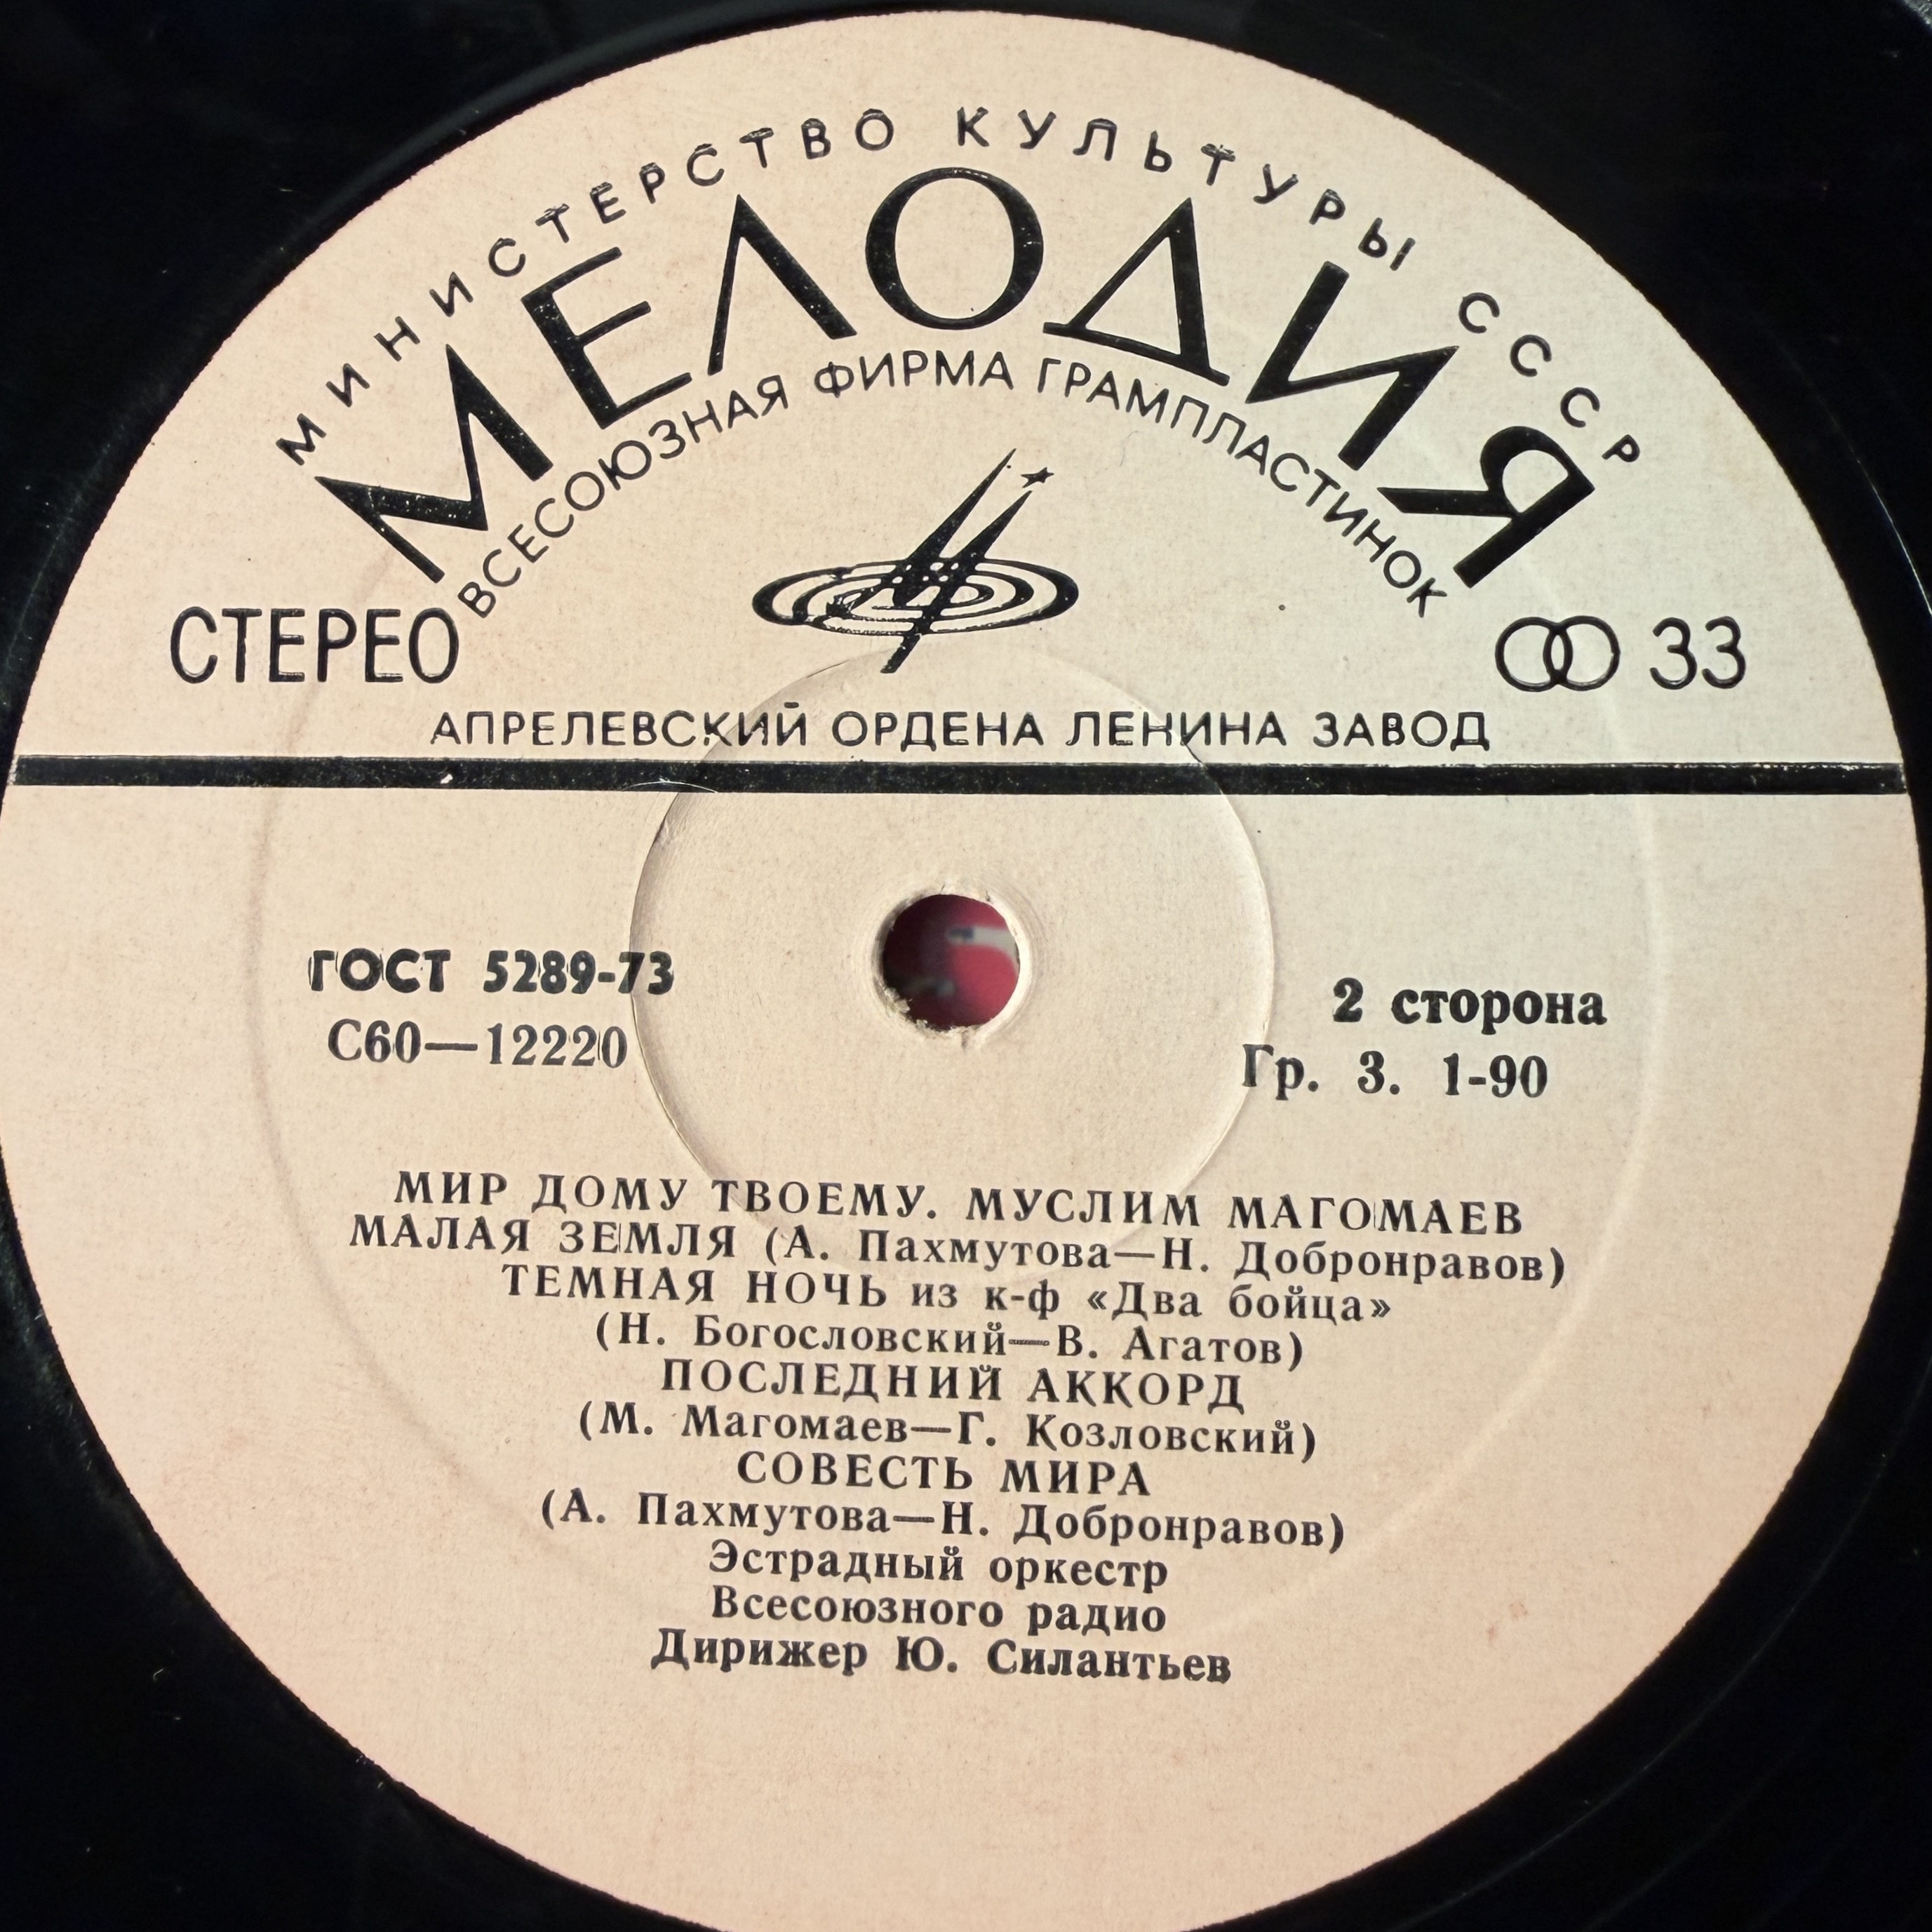 МИНИСТЕРСТВО КУЛЬТУРЫ СССР
МЕЛОДИЯ
ВСЕСОЮЗНАЯ ФИРМА ГРАМПЛАСТИНОК
СТЕРЕО
33
АПРЕЛЕВСКИЙ ОРДЕНА ЛЕНИНА ЗАВОД
ГОСТ 5289-73
С60—12220
2 сторона
Гр. 3. 1-90
МИР ДОМУ ТВОЕМУ. МУСЛИМ МАГОМАЕВ
МАЛАЯ ЗЕМЛЯ (А. Пахмутова—Н. Добронравов)
ТЕМНАЯ НОЧЬ из к-ф «Два бойца»
(Н. Богословский—В. Агатов)
ПОСЛЕДНИЙ АККОРД
(М. Магомаев—Г. Козловский)
СОВЕСТЬ МИРА
(А. Пахмутова—Н. Добронравов)
Эстрадный оркестр
Всесоюзного радио
Дирижер Ю. Силантьев